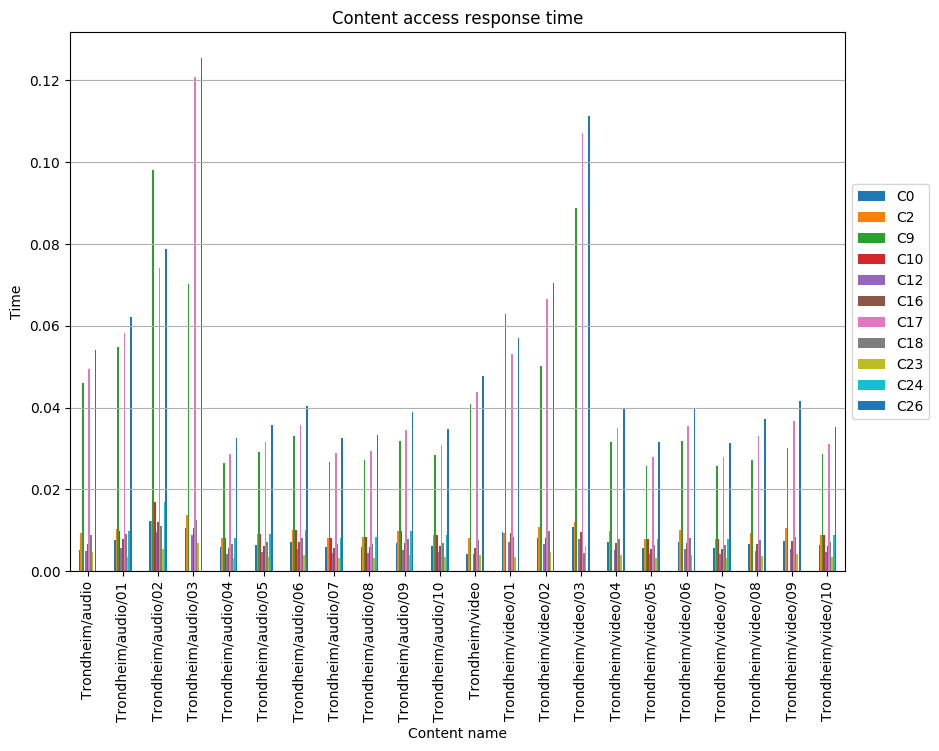 Content access response time
Time
0.12
0.10
0.08
0.06
0.04
0.02
0.00
Trondheim/audio
Trondheim/audio/01
Trondheim/audio/02
Trondheim/audio/03
Trondheim/audio/04
Trondheim/audio/05
Trondheim/audio/06
Trondheim/audio/07
Trondheim/audio/08
Trondheim/audio/09
Trondheim/audio/10
Trondheim/video
Trondheim/video/01
Trondheim/video/02
Trondheim/video/03
Trondheim/video/04
Trondheim/video/05
Trondheim/video/06
Trondheim/video/07
Trondheim/video/08
Trondheim/video/09
Trondheim/video/10
Content name
C0
C2
C9
C10
C12
C16
C17
C18
C23
C24
C26